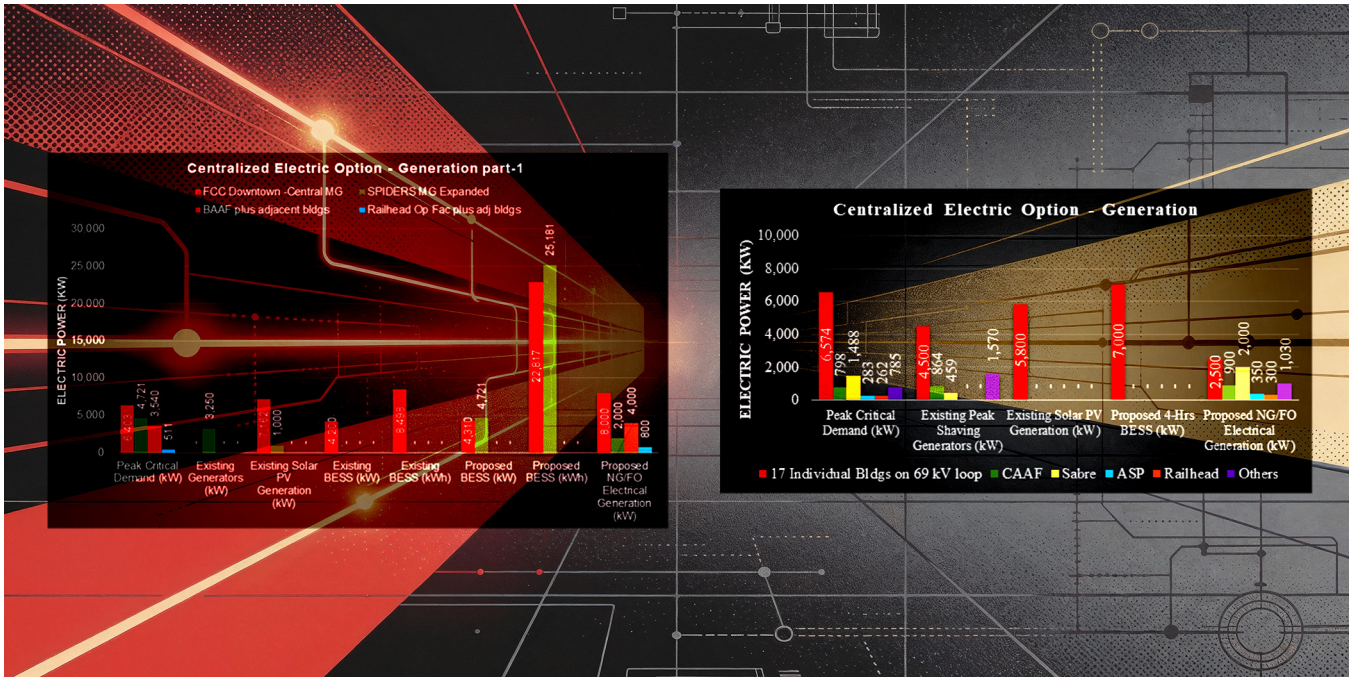 Centralized Electric Option - Generation part-1
FCC Downtown -Central MG SPIDERS MG Expanded
BAAF plus adjacent bldgs Railhead Op Fac plus adj bldgs
ELECTRIC POWER (KW)
30,000
25,000
20,000
15,000
10,000
5,000
0
4,721
3,540
511
3,250
1,000
8,498
4,310
4,721
22,817
25,181
8,000
2,000
4,000
800
Peak Critical
Demand (kW)
Existing
Generators
(kW)
Existing Solar
PV
Generation
(kW)
Existing
BESS (kW)
Existing
BESS (kWh)
Proposed
BESS (kW)
Proposed
BESS (kWh)
Proposed
NG/FO
Electrical
Generation
(kW)
Centralized Electric Option - Generation
ELECTRIC POWER (KW)
10,000
8,000
6,000
4,000
2,000
0
6,574
798
1,488
283
262
785
4,500
864
459
1,570
5,800
7,000
2,500
900
2,000
350
300
1,030
Peak Critical
Demand (kW)
Existing Peak
Shaving
Generators (kW)
Existing Solar PV
Generation (kW)
Proposed 4-Hrs
BESS (kW)
Proposed NG/FO
Electrical
Generation (kW)
17 Individual Bldgs on 69 kV loop CAAF Sabre ASP Railhead Others